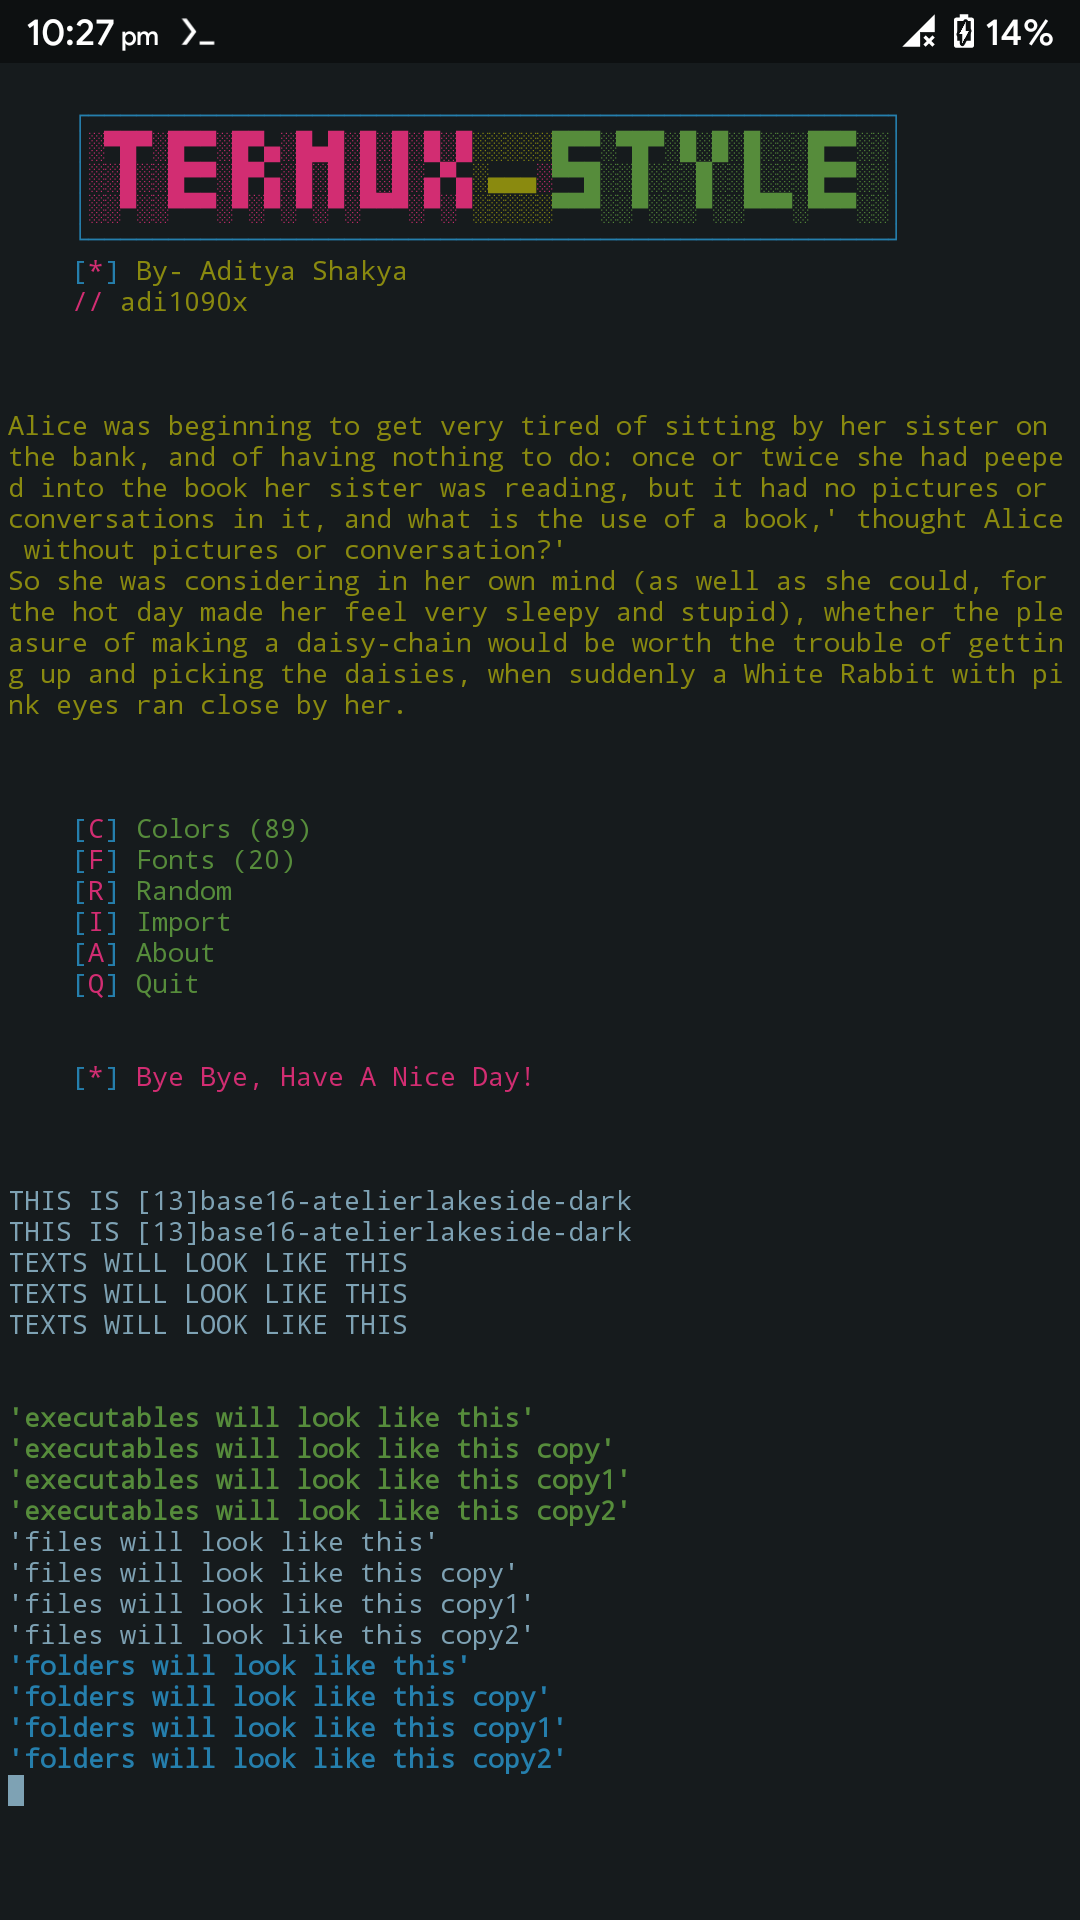 10:27 pm 14%
TERMUX-STYLE
[*] By- Aditya Shakya
// adi1090x
Alice was beginning to get very tired of sitting by her sister on
the bank, and of having nothing to do: once or twice she had peepe
d into the book her sister was reading, but it had no pictures or
conversations in it, and what is the use of a book,' thought Alice
without pictures or conversation?'
So she was considering in her own mind (as well as she could, for
the hot day made her feel very sleepy and stupid), whether the ple
asure of making a daisy-chain would be worth the trouble of gettin
g up and picking the daisies, when suddenly a White Rabbit with pi
nk eyes ran close by her.
[C] Colors (89)
[F] Fonts (20)
[R] Random
[I] Import
[A] About
[Q] Quit
[*] Bye Bye, Have A Nice Day!
THIS IS [13]base16-atelierlakeside-dark
THIS IS [13]base16-atelierlakeside-dark
TEXTS WILL LOOK LIKE THIS
TEXTS WILL LOOK LIKE THIS
TEXTS WILL LOOK LIKE THIS
'executables will look like this'
'executables will look like this copy'
'executables will look like this copy1'
'executables will look like this copy2'
'files will look like this'
'files will look like this copy'
'files will look like this copy1'
'files will look like this copy2'
'folders will look like this'
'folders will look like this copy'
'folders will look like this copy1'
'folders will look like this copy2'